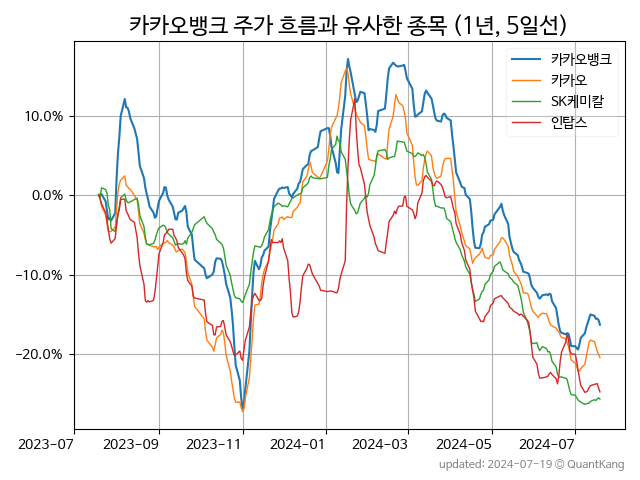 카카오뱅크 주가 흐름과 유사한 종목 (1년, 5일선)
카카오뱅크
카카오
SK케미칼
인탑스
10.0%
0.0%
−10.0%
−20.0%
2023-07 2023-09 2023-11 2024-01 2024-03 2024-05 2024-07
updated: 2024-07-19 © QuantKang